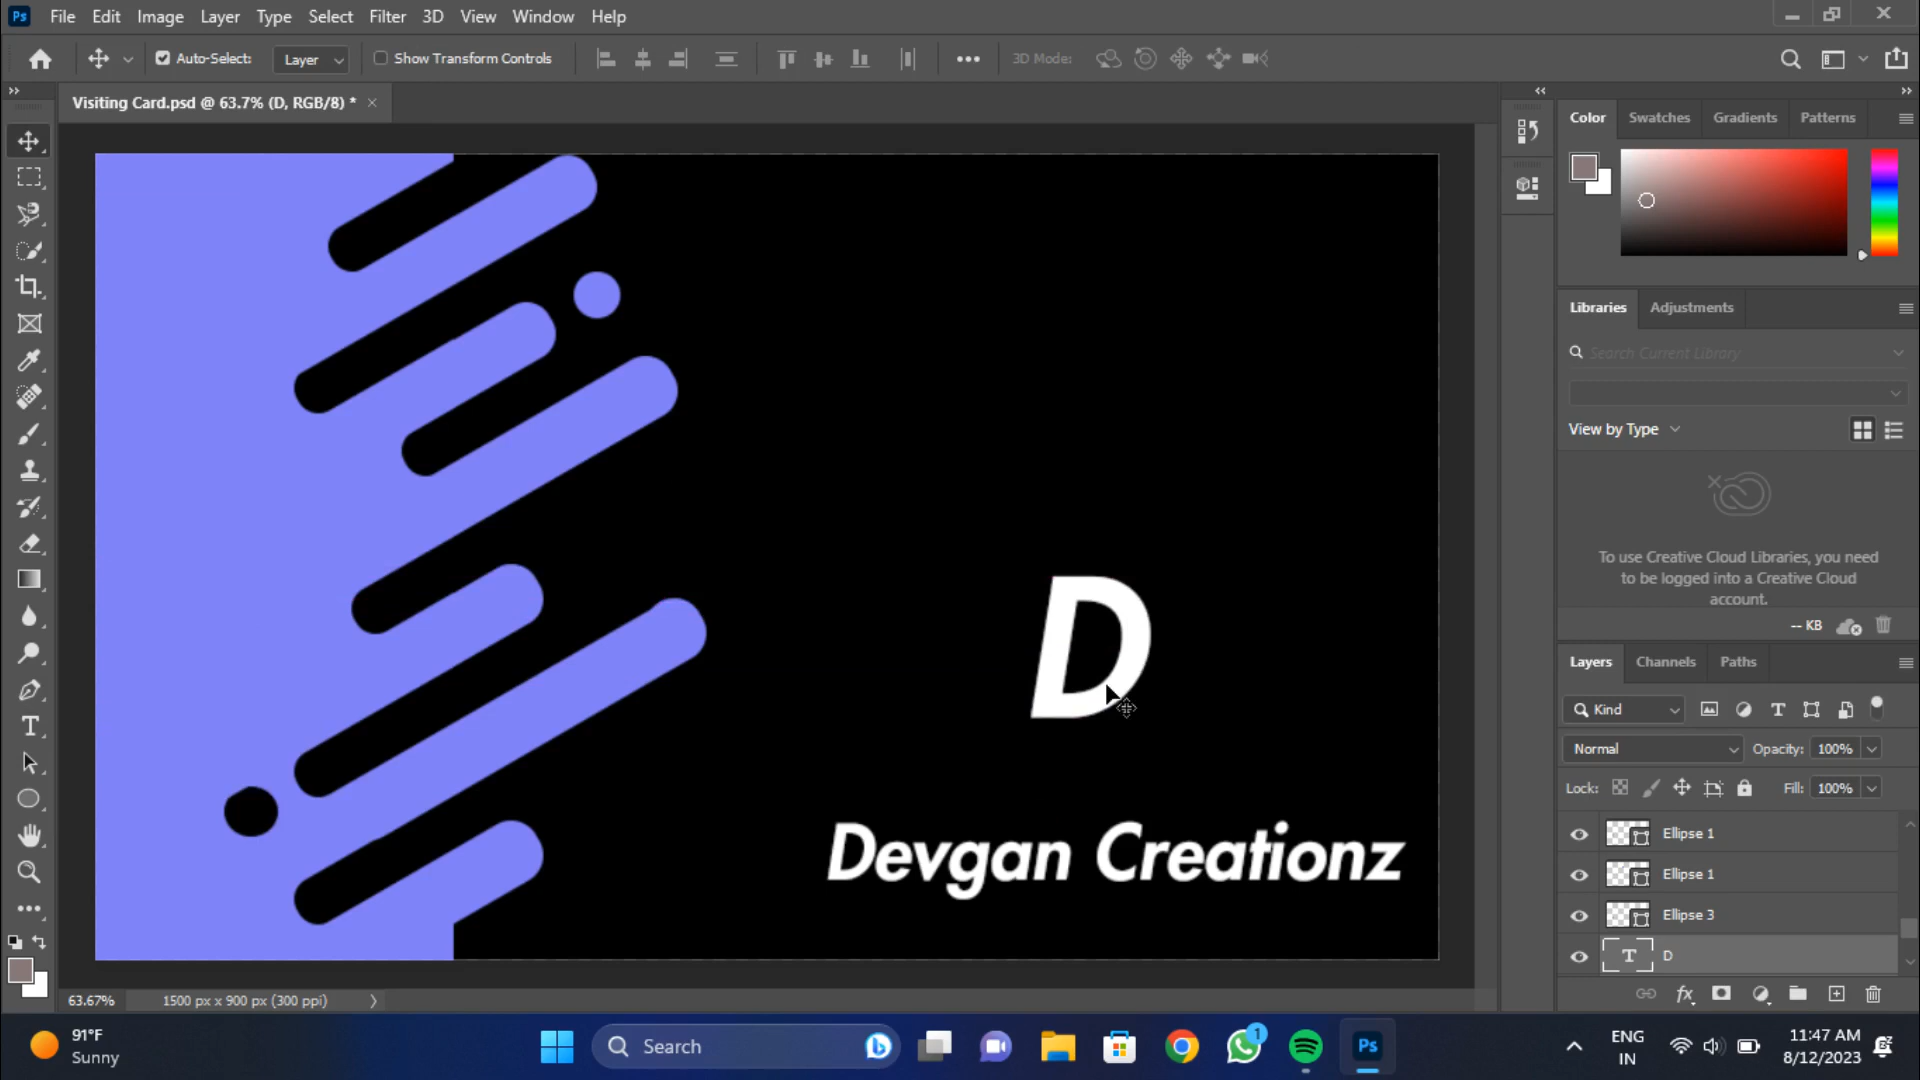 Ps File Edit Image Layer Type Select Filter 3D View Window Help
Auto-Select: Layer Show Transform Controls 3D Mode:
Visiting Card.psd @ 63.7% (D, RGB/8) *
Color Swatches Gradients Patterns
Libraries Adjustments
Search Current Library
View by Type
To use Creative Cloud Libraries, you need
to be logged into a Creative Cloud
account.
-- KB
D
Devgan Creationz
Layers Channels Paths
Kind
Normal Opacity: 100%
Lock: Fill: 100%
Ellipse 1
Ellipse 1
Ellipse 3
T D
fx
63.67% 1500 px x 900 px (300 ppi)
91°F
Sunny
Search
1
Ps
ENG
IN
11:47 AM
8/12/2023